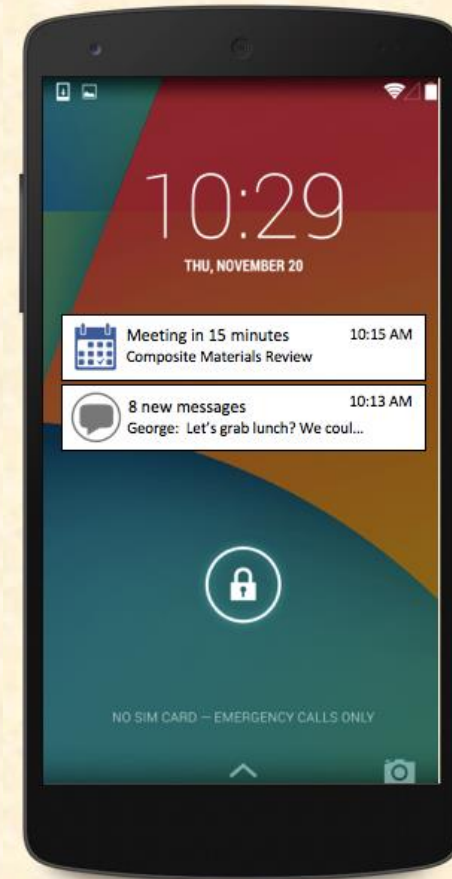 10:29
THU, NOVEMBER 20
Meeting in 15 minutes 10:15 AM
Composite Materials Review
8 new messages 10:13 AM
George: Let's grab lunch? We coul...
NO SIM CARD — EMERGENCY CALLS ONLY